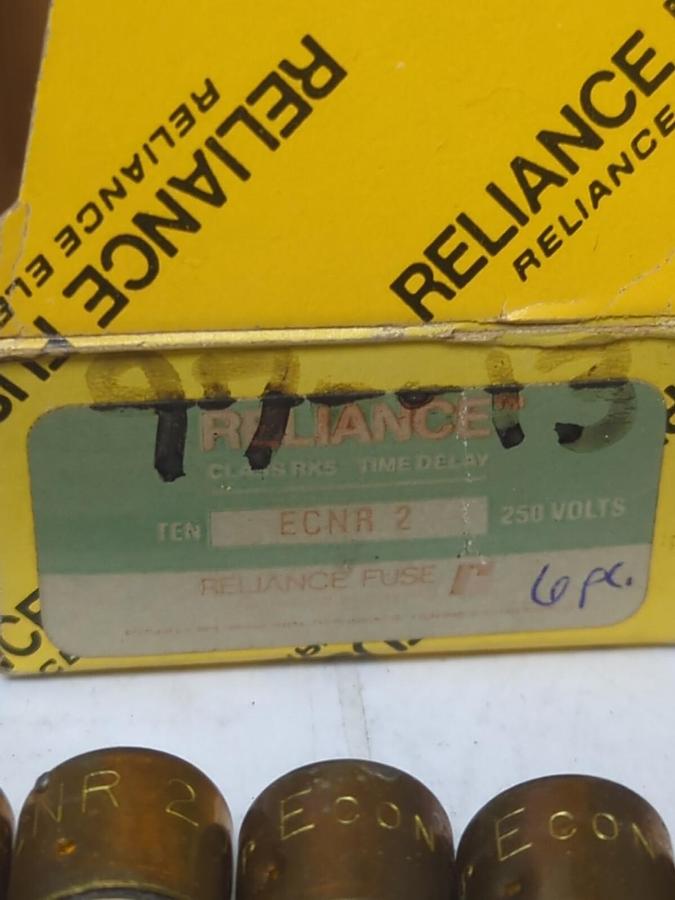 RELIANCE
RELIANCE
RELIANCE ELE
RELIANCE
RELIANCE
RELIANCE
CLASS RK5 TIME DELAY
TEN ECNR 2 250 VOLTS
RELIANCE FUSE
6 pc.
NR 2
ECON
ECON